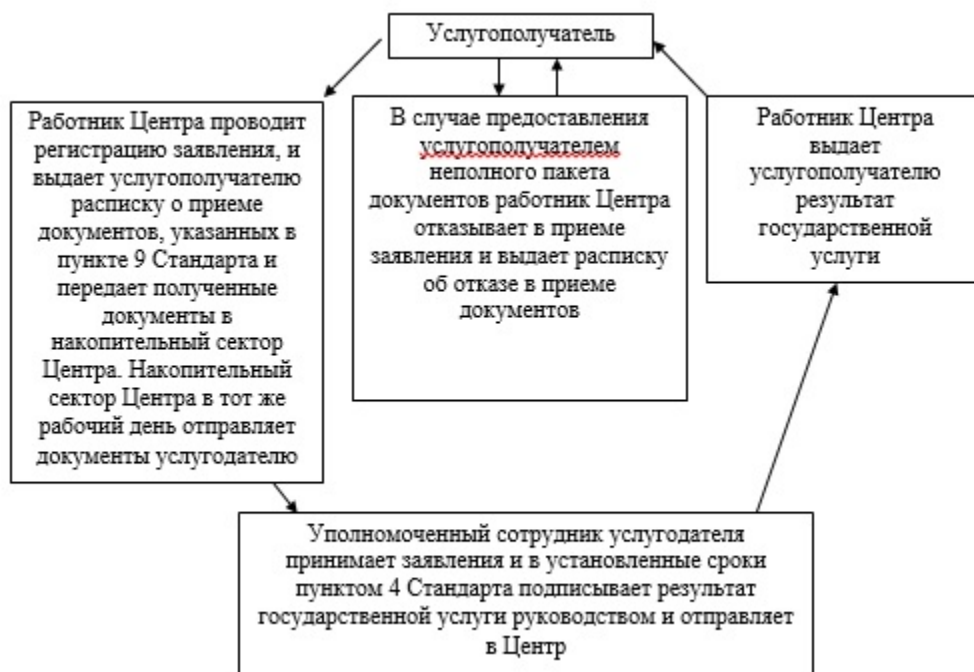 Услугополучатель
Работник Центра проводит
регистрацию заявления, и
выдает услугополучателю
расписку о приеме
документов, указанных в
пункте 9 Стандарта и
передает полученные
документы в
накопительный сектор
Центра. Накопительный
сектор Центра в тот же
рабочий день отправляет
документы услугодателю
В случае предоставления
услугополучателем
неполного пакета
документов работник Центра
отказывает в приеме
заявления и выдает расписку
об отказе в приеме
документов
Работник Центра
выдает
услугополучателю
результат
государственной
услуги
Уполномоченный сотрудник услугодателя
принимает заявления и в установленные сроки
пунктом 4 Стандарта подписывает результат
государственной услуги руководством и отправляет
в Центр